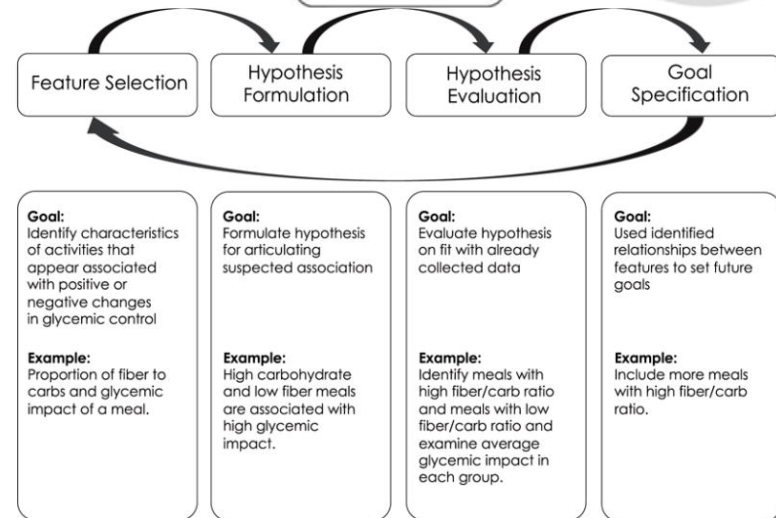 Feature Selection
Hypothesis
Formulation
Hypothesis
Evaluation
Goal
Specification
Goal:
Identify characteristics
of activities that
appear associated
with positive or
negative changes
in glycemic control
Example:
Proportion of fiber to
carbs and glycemic
impact of a meal.
Goal:
Formulate hypothesis
for articulating
suspected association
Example:
High carbohydrate
and low fiber meals
are associated with
high glycemic
impact.
Goal:
Evaluate hypothesis
on fit with already
collected data
Example:
Identify meals with
high fiber/carb ratio
and meals with low
fiber/carb ratio and
examine average
glycemic impact in
each group.
Goal:
Used identified
relationships between
features to set future
goals
Example:
Include more meals
with high fiber/carb
ratio.